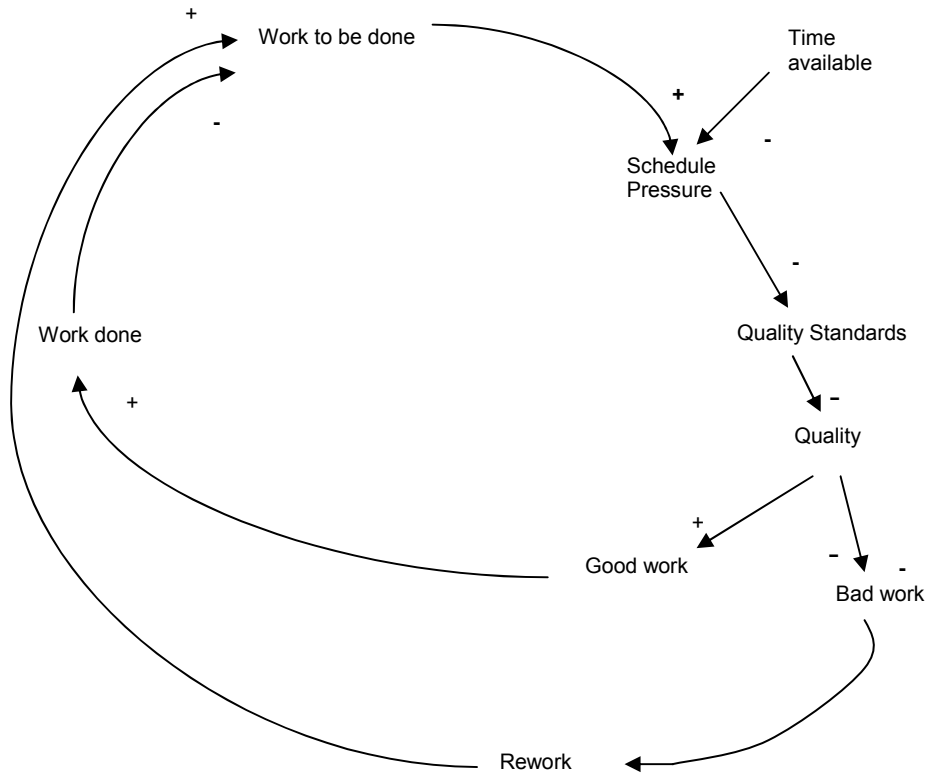 +
Work to be done
Time
available
+
-
-
Schedule
Pressure
-
Work done
Quality Standards
+
-
Quality
+
Good work
-
-
Bad work
Rework